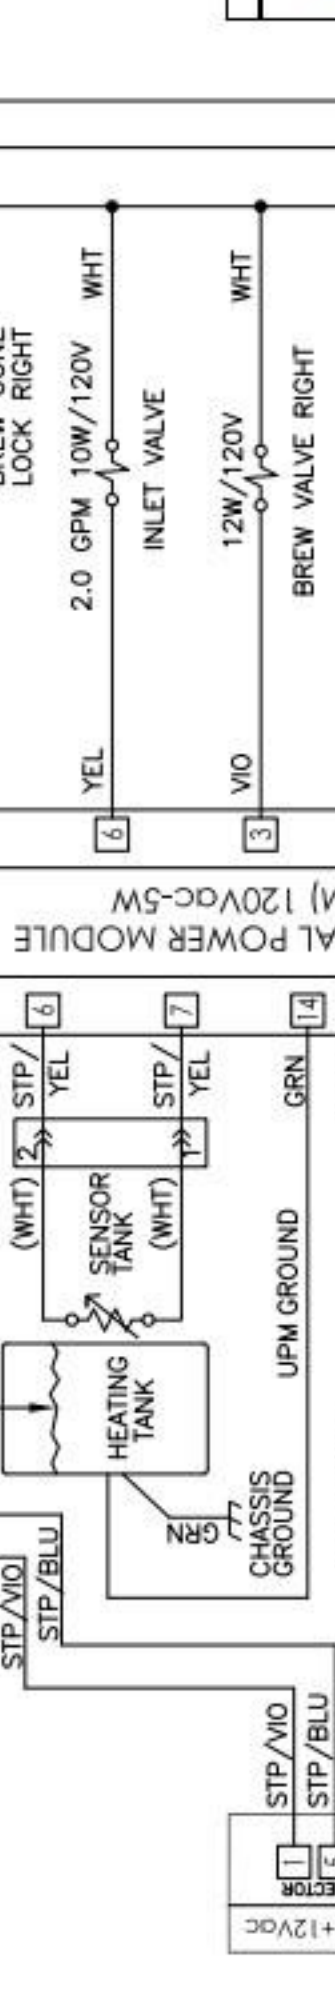 LOCK RIGHT
2.0 GPM 10W/120V
WHT
INLET VALVE
YEL
6
12W/120V
WHT
BREW VALVE RIGHT
VIO
3
120Vac-5W
POWER MODULE
6
STP/
YEL
2
(WHT)
7
STP/
YEL
1
(WHT)
SENSOR
TANK
14
GRN
UPM GROUND
HEATING
TANK
GRN
CHASSIS
GROUND
STP/VIO
STP/BLU
STP/VIO
STP/BLU
1
+12Vac